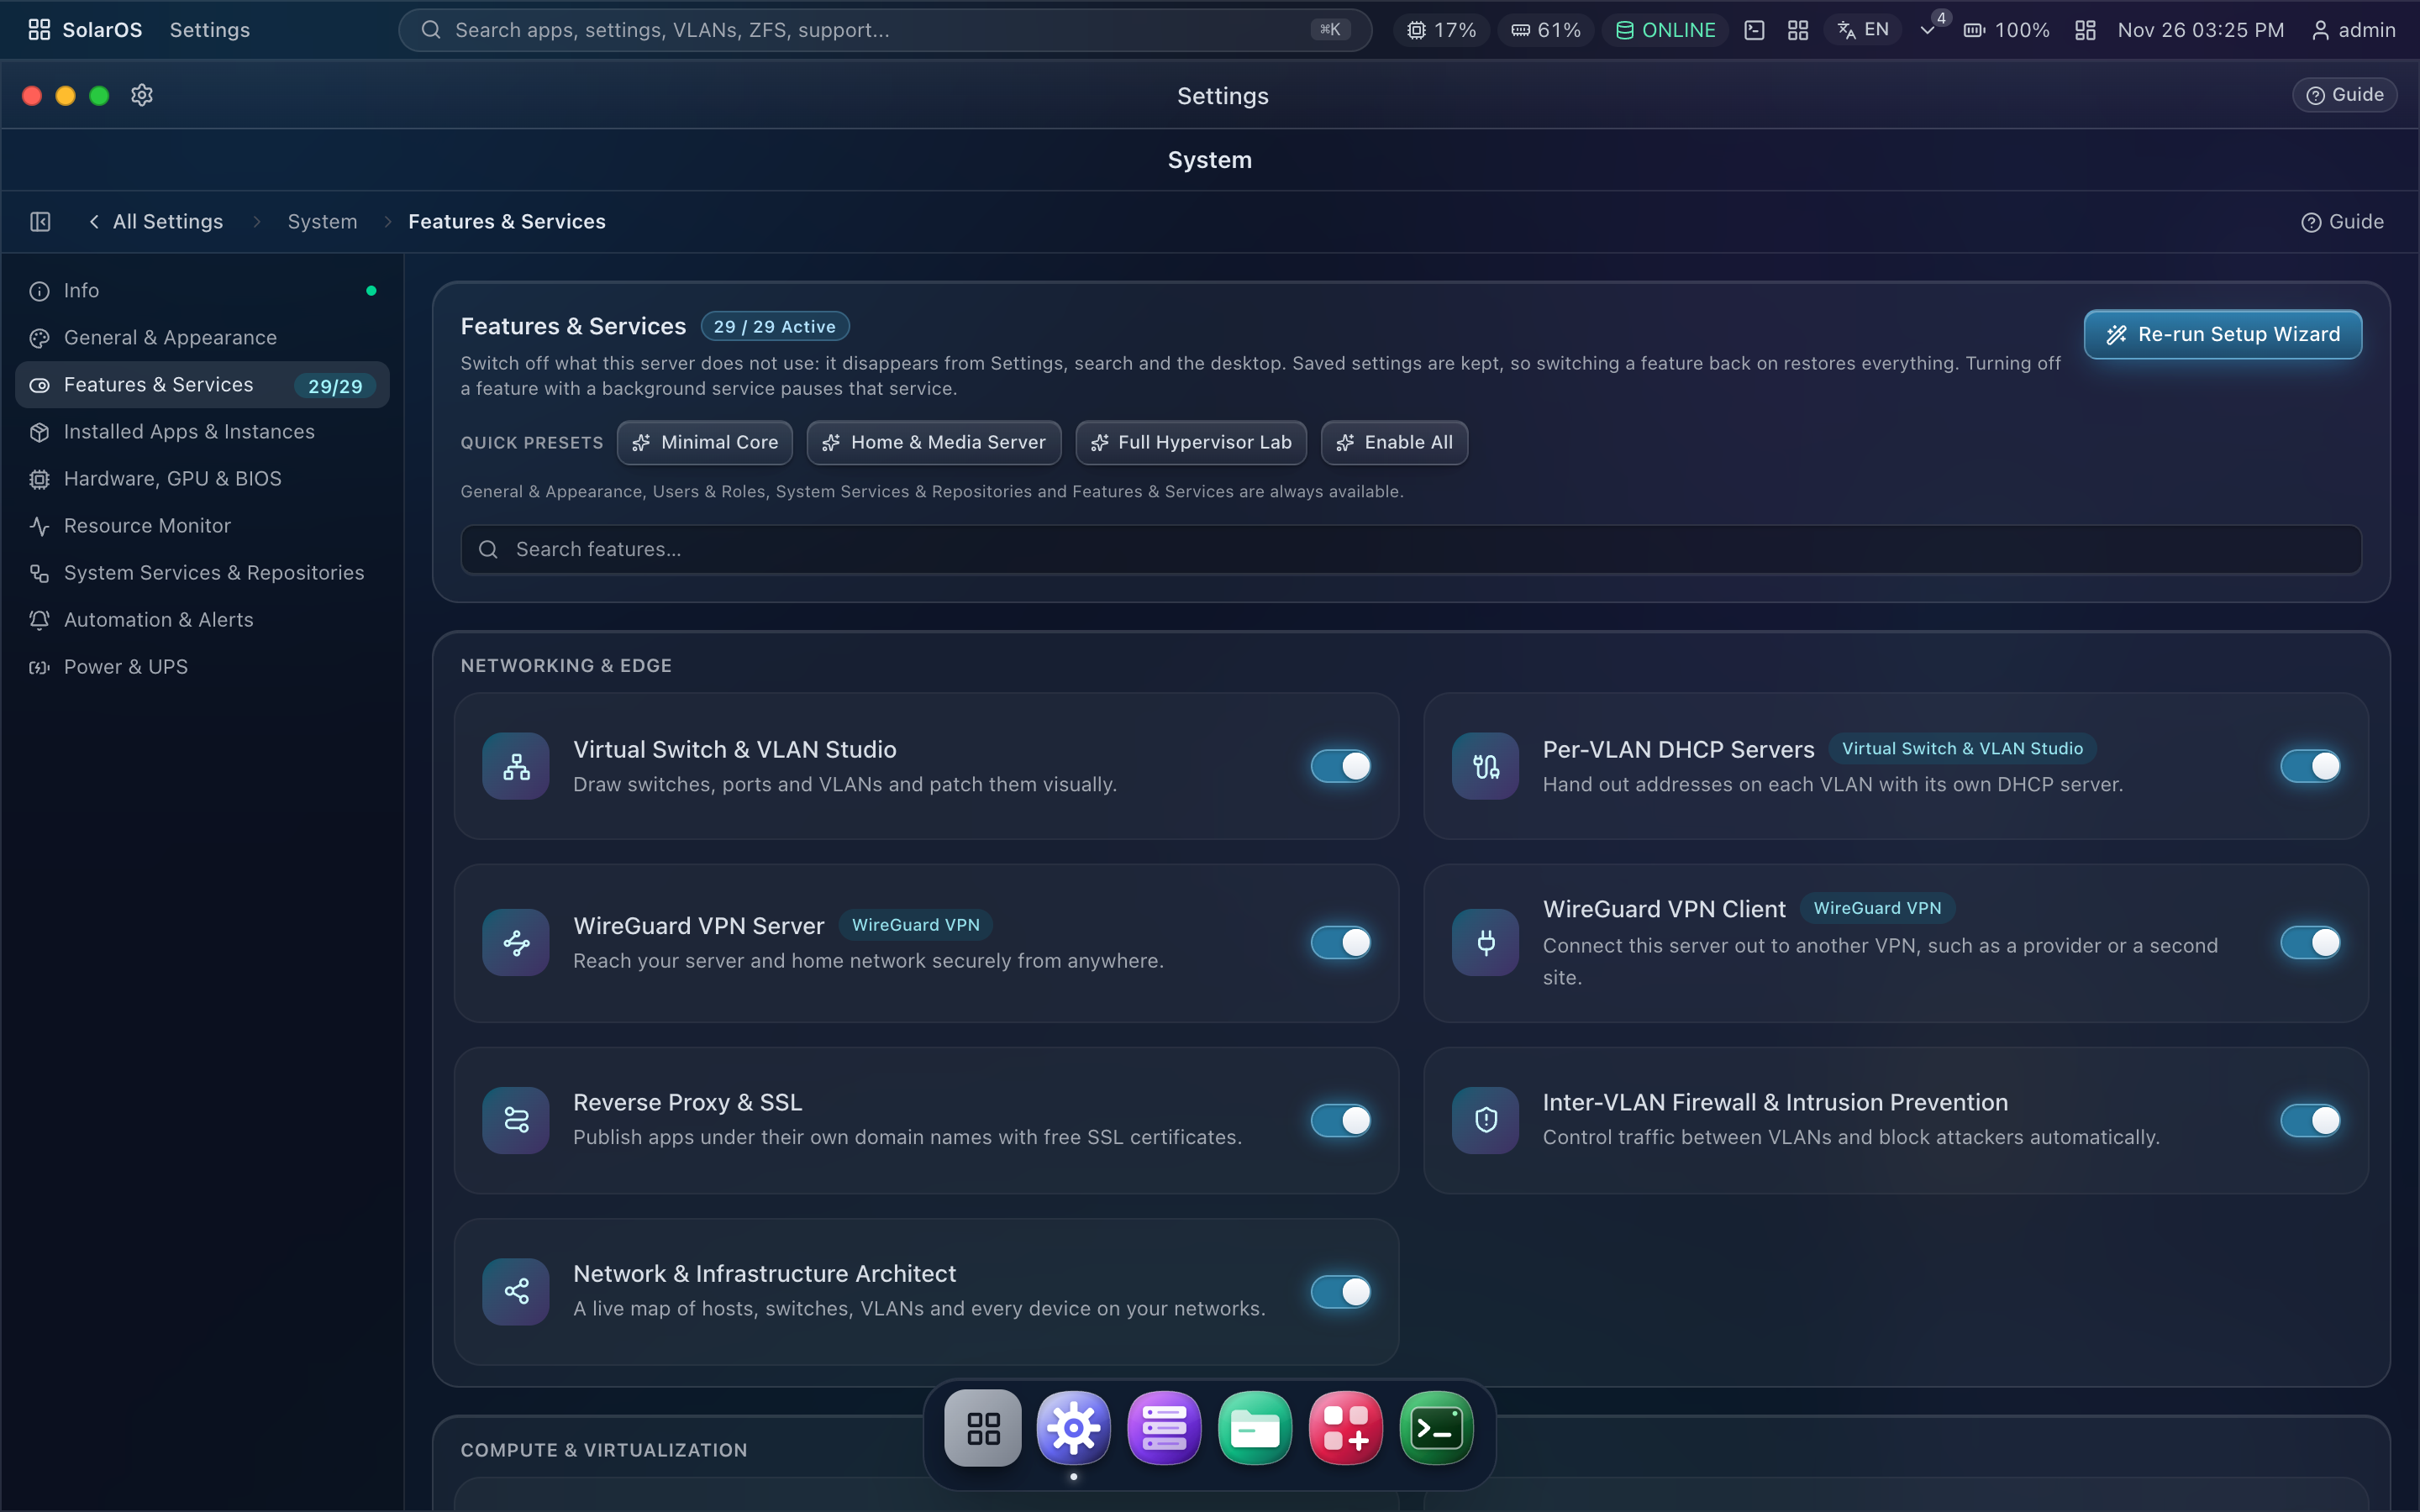 SolarOS Settings Search apps, settings, VLANs, ZFS, support... ⌘K 17% 61% ONLINE EN 4 100% Nov 26 03:25 PM admin
Settings Guide
System
All Settings System Features & Services Guide
Info
General & Appearance
Features & Services 29/29
Installed Apps & Instances
Hardware, GPU & BIOS
Resource Monitor
System Services & Repositories
Automation & Alerts
Power & UPS
Features & Services 29 / 29 Active
Re-run Setup Wizard
Switch off what this server does not use: it disappears from Settings, search and the desktop. Saved settings are kept, so switching a feature back on restores everything. Turning off
a feature with a background service pauses that service.
QUICK PRESETS Minimal Core Home & Media Server Full Hypervisor Lab Enable All
General & Appearance, Users & Roles, System Services & Repositories and Features & Services are always available.
Search features...
NETWORKING & EDGE
Virtual Switch & VLAN Studio
Draw switches, ports and VLANs and patch them visually.
Per-VLAN DHCP Servers Virtual Switch & VLAN Studio
Hand out addresses on each VLAN with its own DHCP server.
WireGuard VPN Server WireGuard VPN
Reach your server and home network securely from anywhere.
WireGuard VPN Client WireGuard VPN
Connect this server out to another VPN, such as a provider or a second
site.
Reverse Proxy & SSL
Publish apps under their own domain names with free SSL certificates.
Inter-VLAN Firewall & Intrusion Prevention
Control traffic between VLANs and block attackers automatically.
Network & Infrastructure Architect
A live map of hosts, switches, VLANs and every device on your networks.
COMPUTE & VIRTUALIZATION